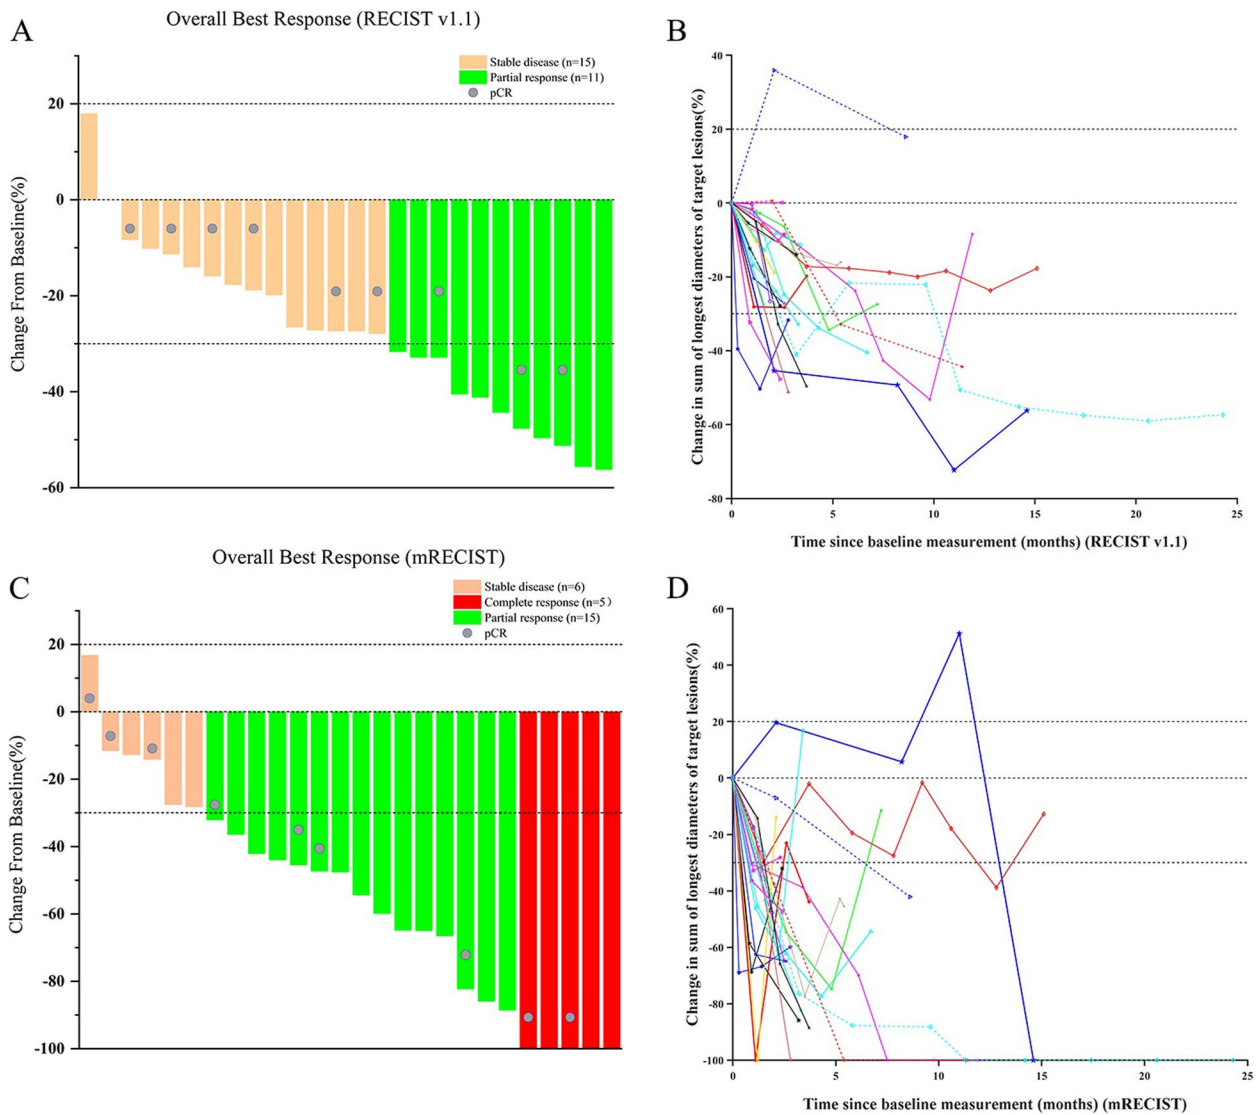 A
Overall Best Response (RECIST v1.1)
Stable disease (n=15)
Partial response (n=11)
pCR
Change From Baseline(%)
20
0
-20
-40
-60
B
Change in sum of longest diameters of target lesions(%)
40
20
0
-20
-40
-60
-80
0
5
10
15
20
25
Time since baseline measurement (months) (RECIST v1.1)
C
Overall Best Response (mRECIST)
Stable disease (n=6)
Complete response (n=5)
Partial response (n=15)
pCR
Change From Baseline(%)
20
0
-20
-40
-60
-80
-100
D
Change in sum of longest diameters of target lesions(%)
60
40
20
0
-20
-40
-60
-80
-100
0
5
10
15
20
25
Time since baseline measurement (months) (mRECIST)